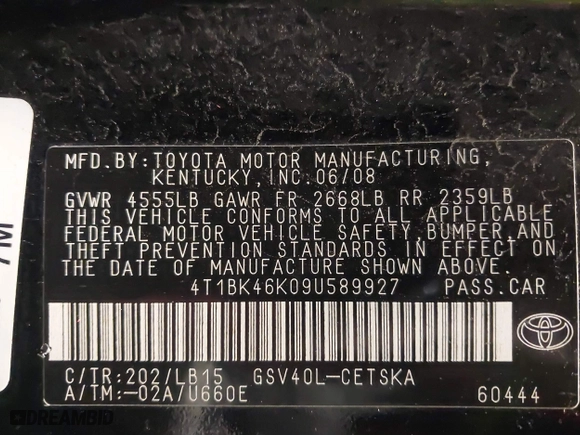 MFD.BY:TOYOTA MOTOR MANUFACTURING,
KENTUCKY,INC.06/08
GVWR 4555LB GAWR FR 2668LB RR 2359LB
THIS VEHICLE CONFORMS TO ALL APPLICABLE
FEDERAL MOTOR VEHICLE SAFETY,BUMPER,AND
THEFT PREVENTION STANDARDS IN EFFECT ON
THE DATE OF MANUFACTURE SHOWN ABOVE.
4T1BK46K09U589927 PASS.CAR
C/TR:202/LB15 GSV40L-CETSKA
A/TM:-02A/U660E 60444
DREAMBID